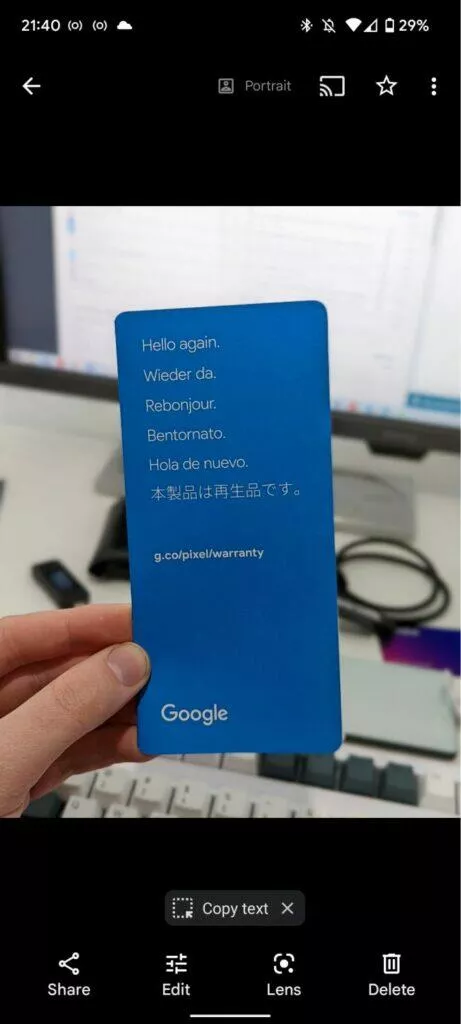 21:40 29%
Portrait
Hello again.
Wieder da.
Rebonjour.
Bentornato.
Hola de nuevo.
本製品は再生品です。
g.co/pixel/warranty
Google
Copy text
Share Edit Lens Delete